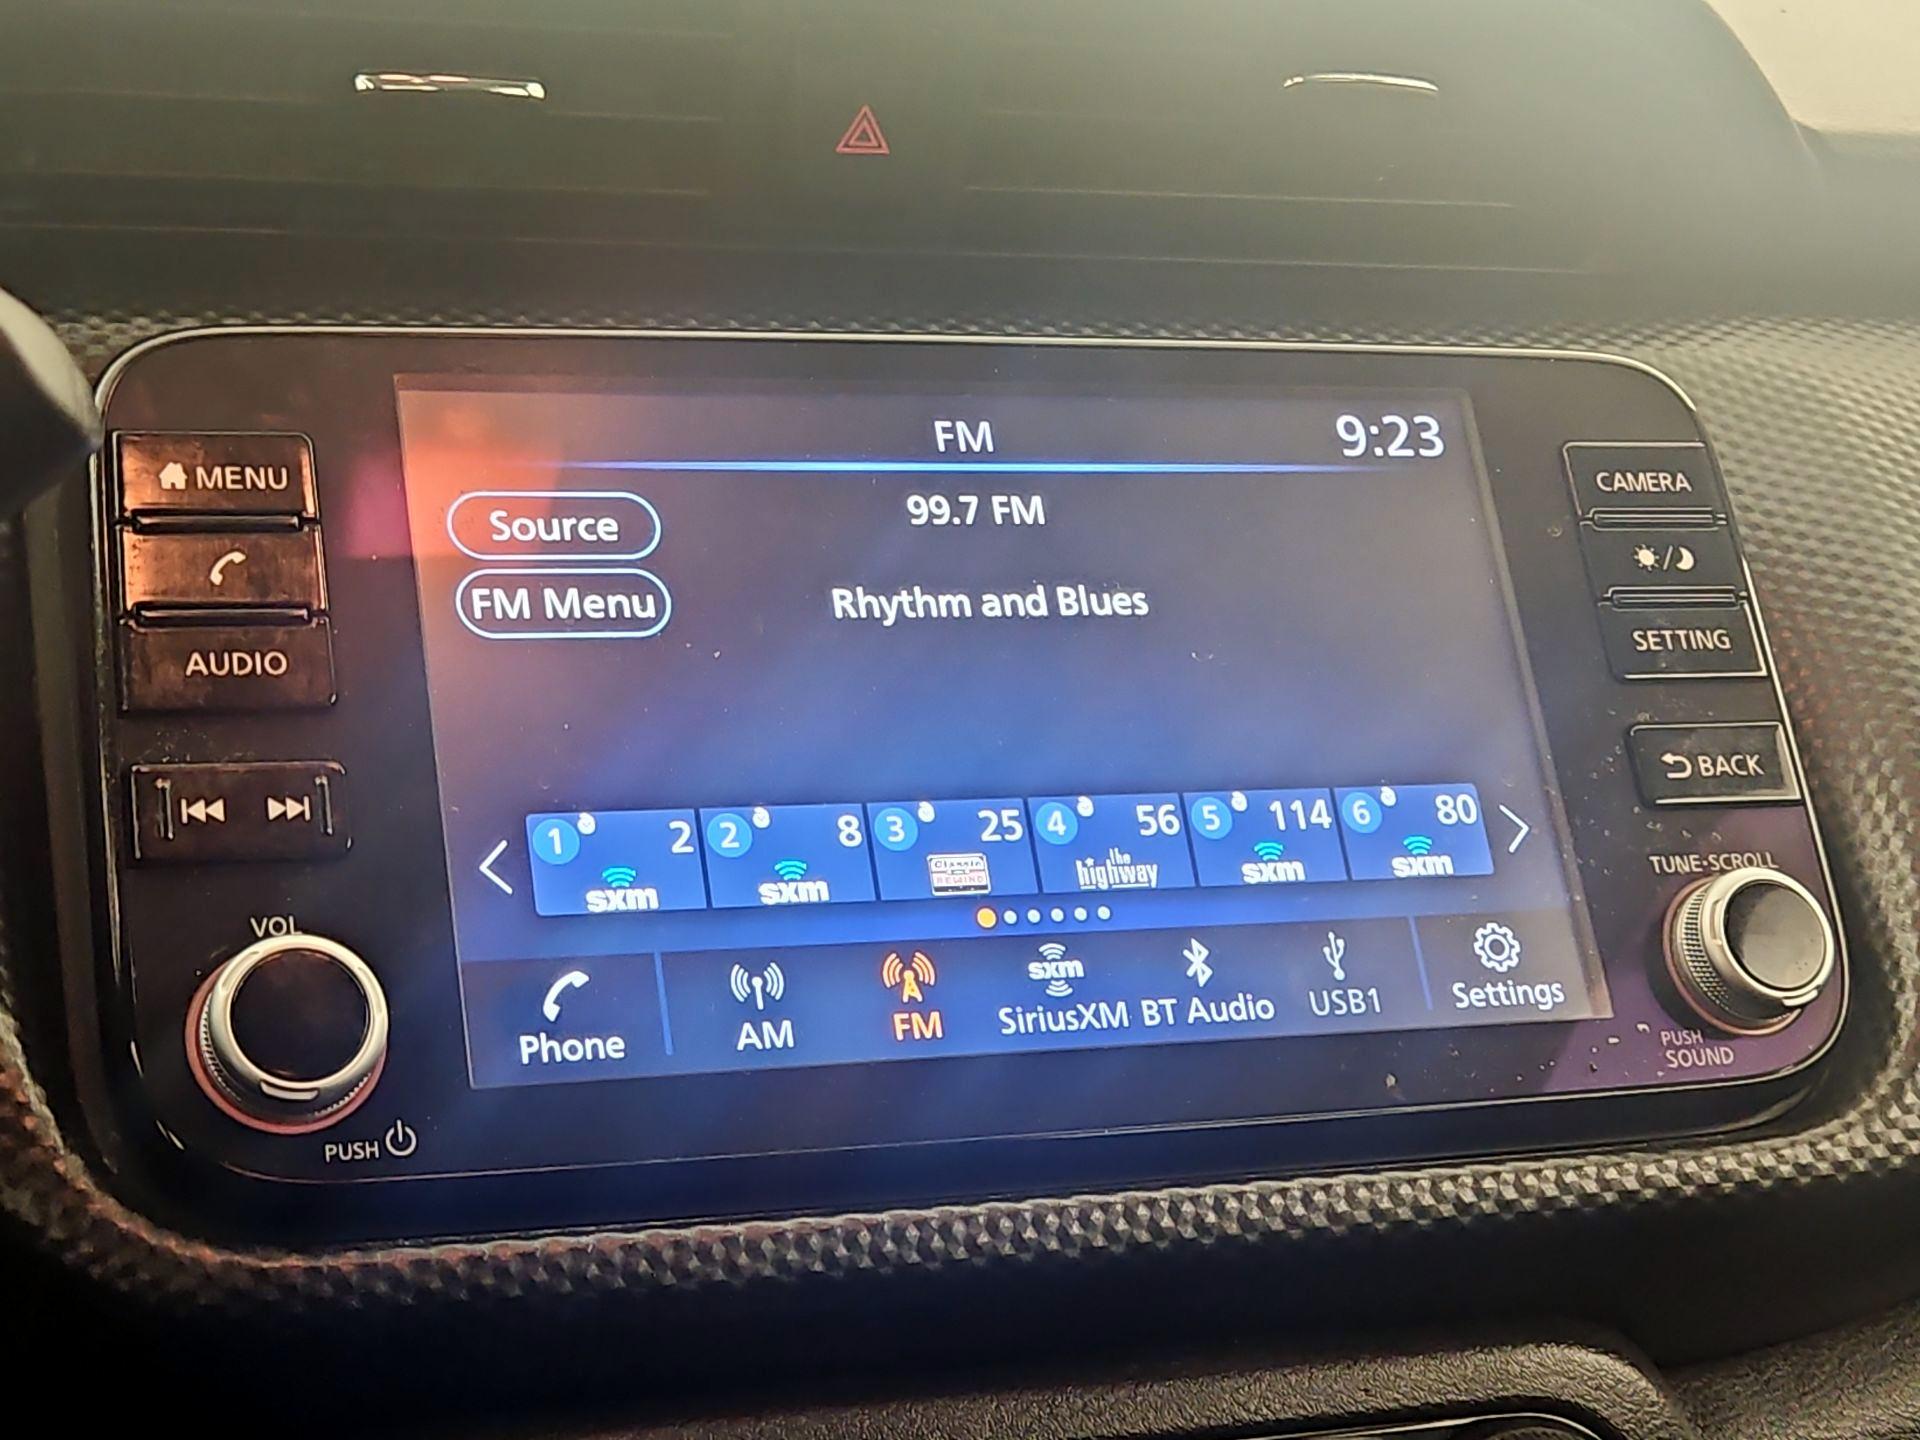 FM
9:23
MENU
CAMERA
Source
99.7 FM
FM Menu
Rhythm and Blues
AUDIO
SETTING
BACK
1 2
2 8
3 25
4 56
5 114
6 80
sxm
sxm
Classic
REWIND
the
highway
sxm
sxm
VOL
TUNE·SCROLL
Phone
AM
FM
sxm
SiriusXM
BT Audio
USB1
Settings
PUSH
PUSH
SOUND